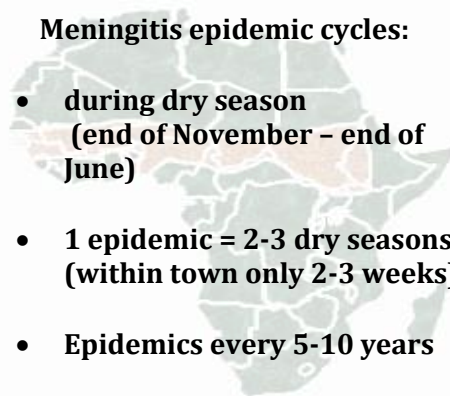 Meningitis epidemic cycles:
• during dry season
(end of November – end of
June)
• 1 epidemic = 2-3 dry seasons
(within town only 2-3 weeks)
• Epidemics every 5-10 years